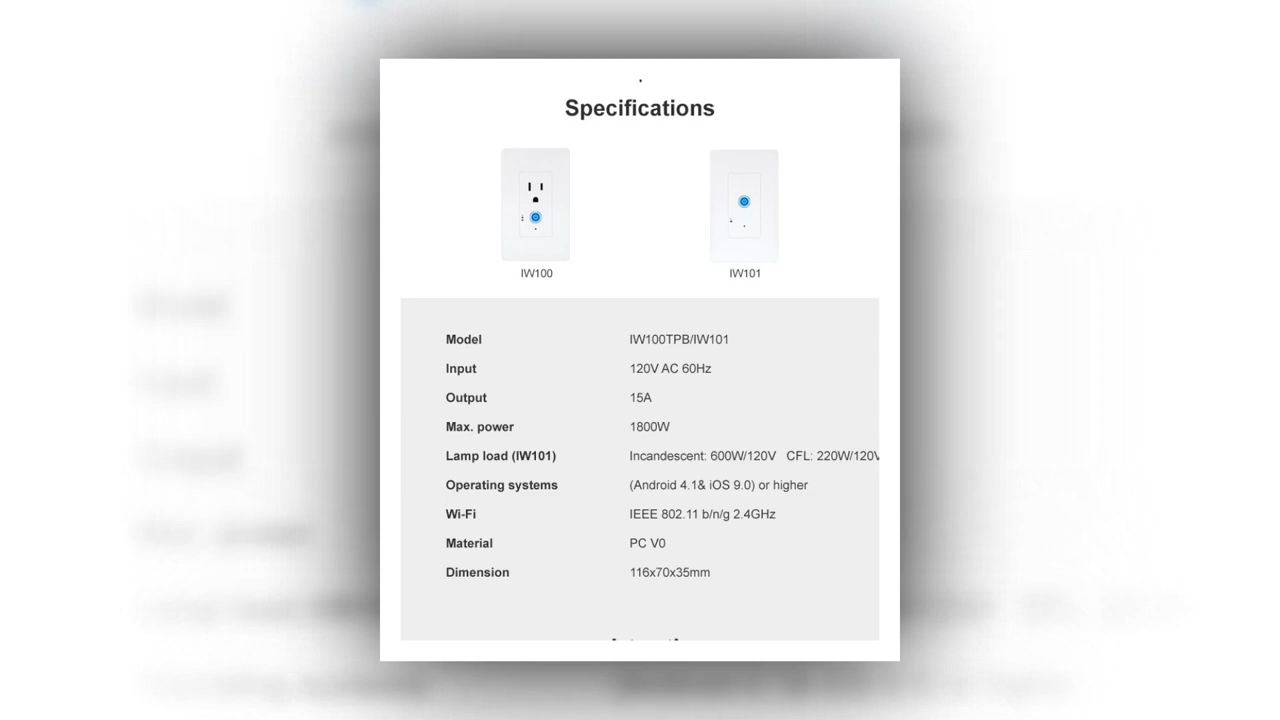 Specifications
IW100 IW101
Model IW100TPB/IW101
Input 120V AC 60Hz
Output 15A
Max. power 1800W
Lamp load (IW101) Incandescent: 600W/120V CFL: 220W/120V
Operating systems (Android 4.1& iOS 9.0) or higher
Wi-Fi IEEE 802.11 b/n/g 2.4GHz
Material PC V0
Dimension 116x70x35mm